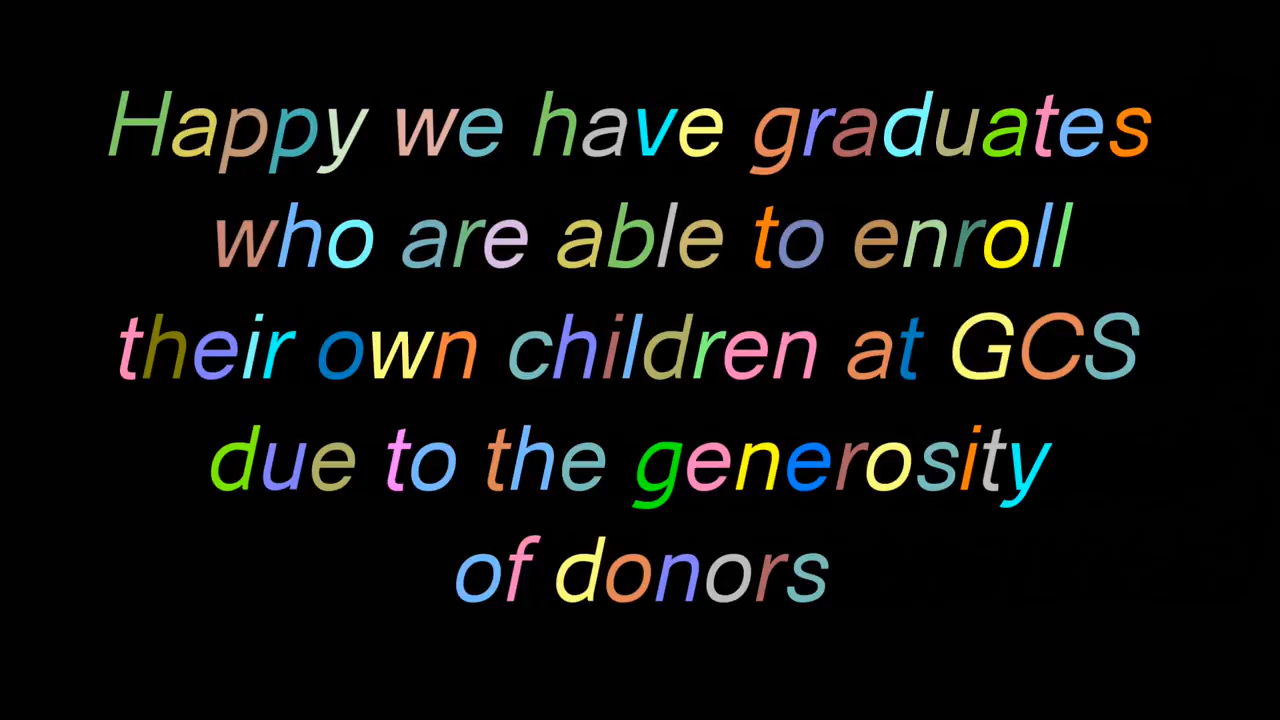 Happy we have graduates
who are able to enroll
their own children at GCS
due to the generosity
of donors